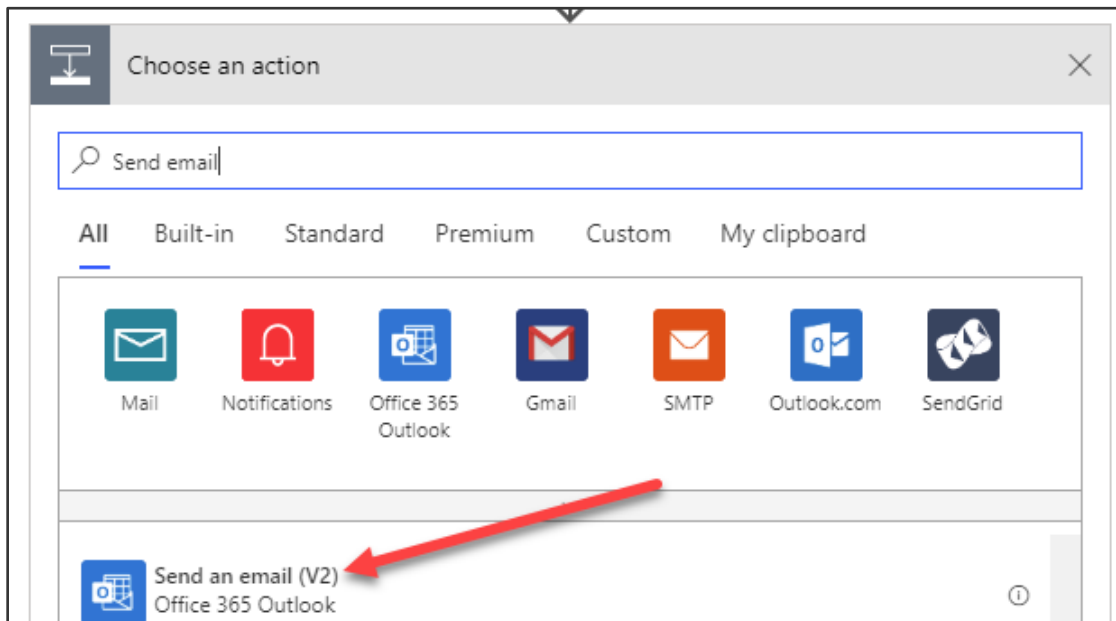 Choose an action
Send email
All Built-in Standard Premium Custom My clipboard
Mail Notifications Office 365 Outlook Gmail SMTP Outlook.com SendGrid
Send an email (V2)
Office 365 Outlook